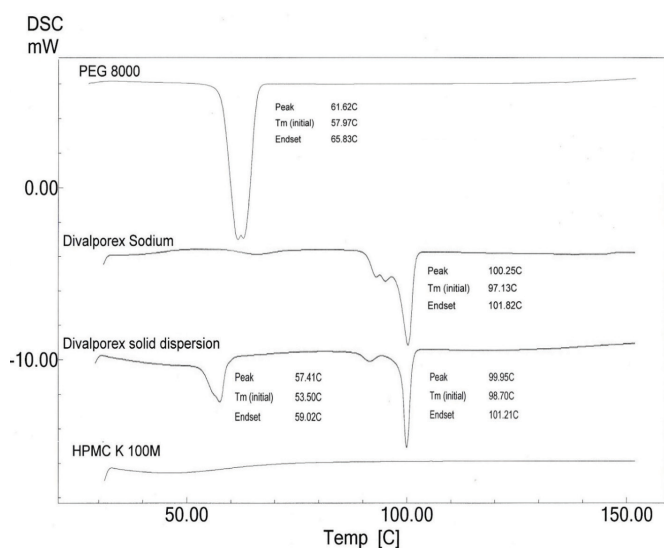 DSC
mW
PEG 8000
Peak 61.62C
Tm (initial) 57.97C
Endset 65.83C
0.00
Divalporex Sodium
Peak 100.25C
Tm (initial) 97.13C
Endset 101.82C
Divalporex solid dispersion
-10.00
Peak 57.41C
Tm (initial) 53.50C
Endset 59.02C
Peak 99.95C
Tm (initial) 98.70C
Endset 101.21C
HPMC K 100M
50.00 100.00 150.00
Temp [C]